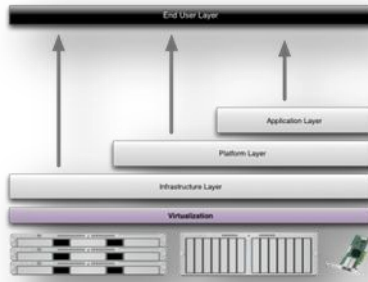 End User Layer
Application Layer
Platform Layer
Infrastructure Layer
Virtualization